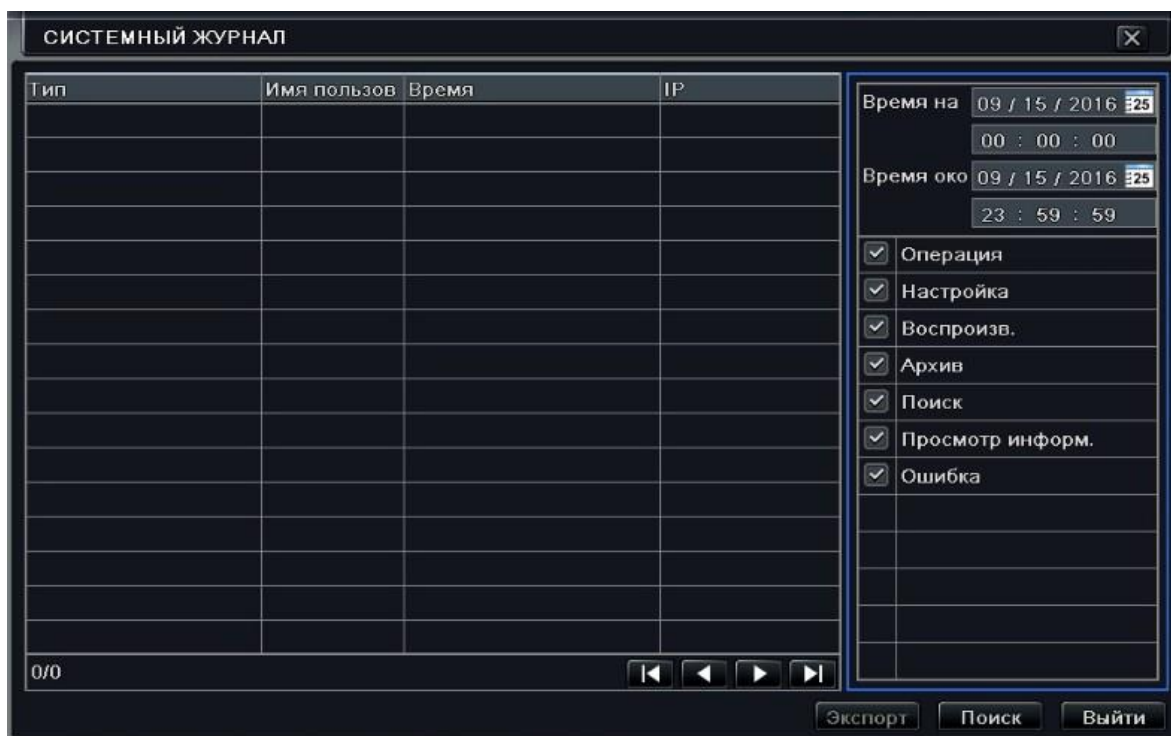 СИСТЕМНЫЙ ЖУРНАЛ
Тип Имя пользов Время IP
Время на 09 / 15 / 2016 25
00 : 00 : 00
Время око 09 / 15 / 2016 25
23 : 59 : 59
Операция
Настройка
Воспроизв.
Архив
Поиск
Просмотр информ.
Ошибка
0/0
Экспорт Поиск Выйти